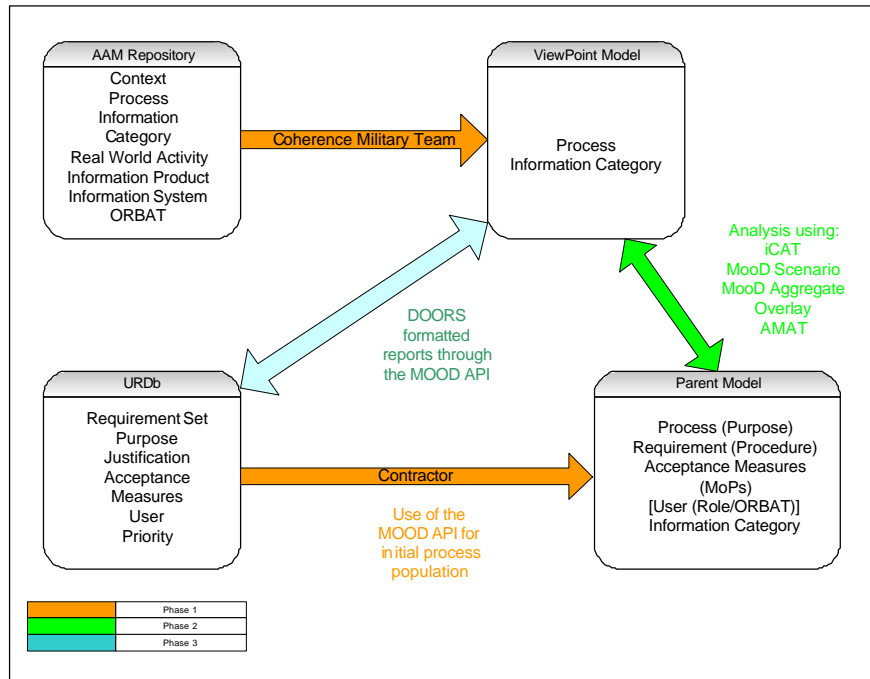 AAM Repository
Context
Process
Information
Category
Real World Activity
Information Product
Information System
ORBAT
Coherence Military Team
ViewPoint Model
Process
Information Category
Analysis using:
iCAT
MooD Scenario
MooD Aggregate
Overlay
AMAT
DOORS
formatted
reports through
the MOOD API
URDb
Requirement Set
Purpose
Justification
Acceptance
Measures
User
Priority
Contractor
Use of the
MOOD API for
initial process
population
Parent Model
Process (Purpose)
Requirement (Procedure)
Acceptance Measures
(MoPs)
[User (Role/ORBAT)]
Information Category
Phase 1
Phase 2
Phase 3